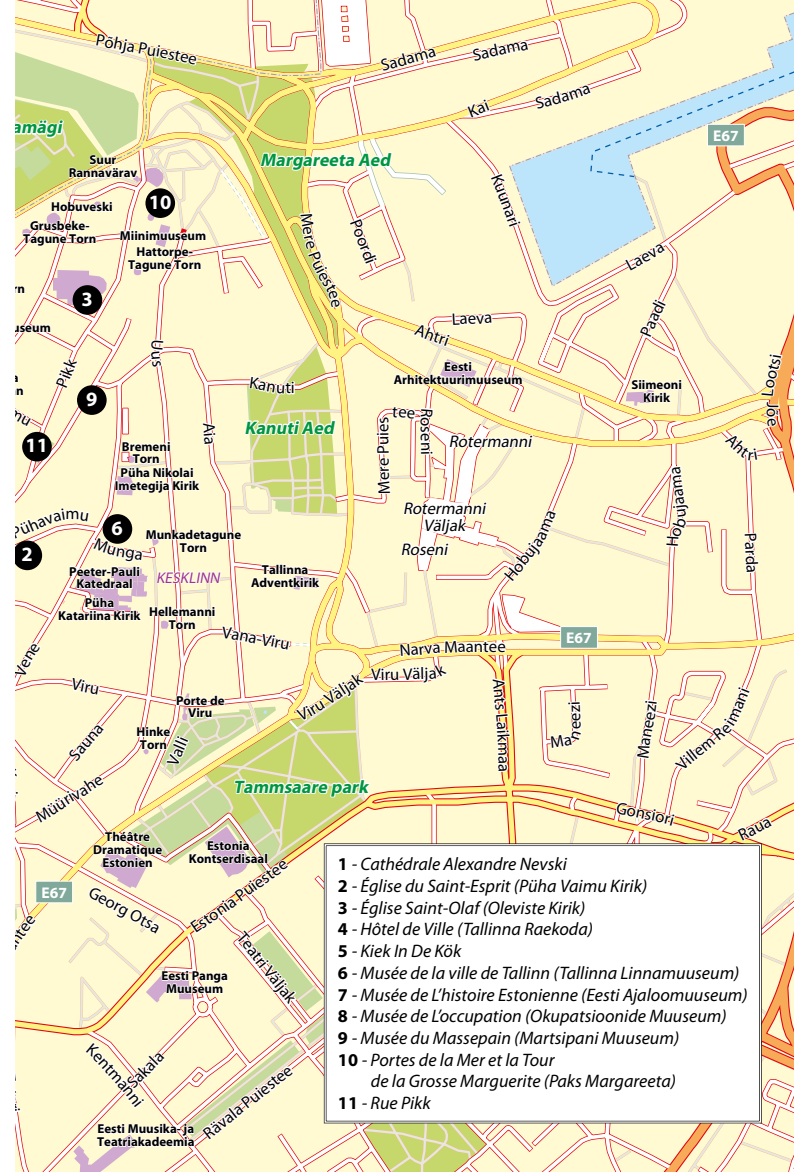 Põhja Puiestee
Sadama
Sadama
Kai
Sadama
E67
amägi
Margareeta Aed
Suur
Rannavärav
10
Hobuveski
Grusbeke-
Tagune Torn
Miinimuuseum
Hattorpe-
Tagune Torn
Kuunari
Poordi
Mere Puiestee
Laeva
rn
3
useum
Uus
Pikk
Laeva
Ahtri
Paadi
Eesti
Arhitektuurimuuseum
Siimeoni
Kirik
Lootsi
Jõe
a
n
9
Kanuti
mu
Kanuti Aed
Aia
Mere-Puies
tee
Roseni
Rotermanni
Ahtri
11
Bremeni
Torn
Püha Nikolai
Imetegija Kirik
Hobujaama
Pühavaimu
6
Rotermanni
Väljak
Hobujaama
Parda
2
Munga
Munkadetagune
Torn
Roseni
Peeter-Pauli
Katedraal
KESKLINN
Tallinna
Adventkirik
Püha
Katariina Kirik
Hellemanni
Torn
Vana-Viru
E67
Narva Maantee
Vene
Viru
Viru Väljak
Viru Väljak
Ants Laikmaa
Porte de
Viru
Maneezi
Maneezi
Villem Reimani
Sauna
Hinke
Torn
Valli
Müürivahe
Tammsaare park
Gonsiori
Raua
Théâtre
Dramatique
Estonien
Estonia
Kontserdisaal
E67
Georg Otsa
Estonia Puiestee
antee
Teatri Väljak
Eesti Panga
Muuseum
Kentmanni
Sakala
Rävala Puiestee
Eesti Muusika- ja
Teatriakadeemia
1 - Cathédrale Alexandre Nevski
2 - Église du Saint-Esprit (Püha Vaimu Kirik)
3 - Église Saint-Olaf (Oleviste Kirik)
4 - Hôtel de Ville (Tallinna Raekoda)
5 - Kiek In De Kök
6 - Musée de la ville de Tallinn (Tallinna Linnamuuseum)
7 - Musée de L'histoire Estonienne (Eesti Ajaloomuuseum)
8 - Musée de L'occupation (Okupatsioonide Muuseum)
9 - Musée du Massepain (Martsipani Muuseum)
10 - Portes de la Mer et la Tour
de la Grosse Marguerite (Paks Margareeta)
11 - Rue Pikk